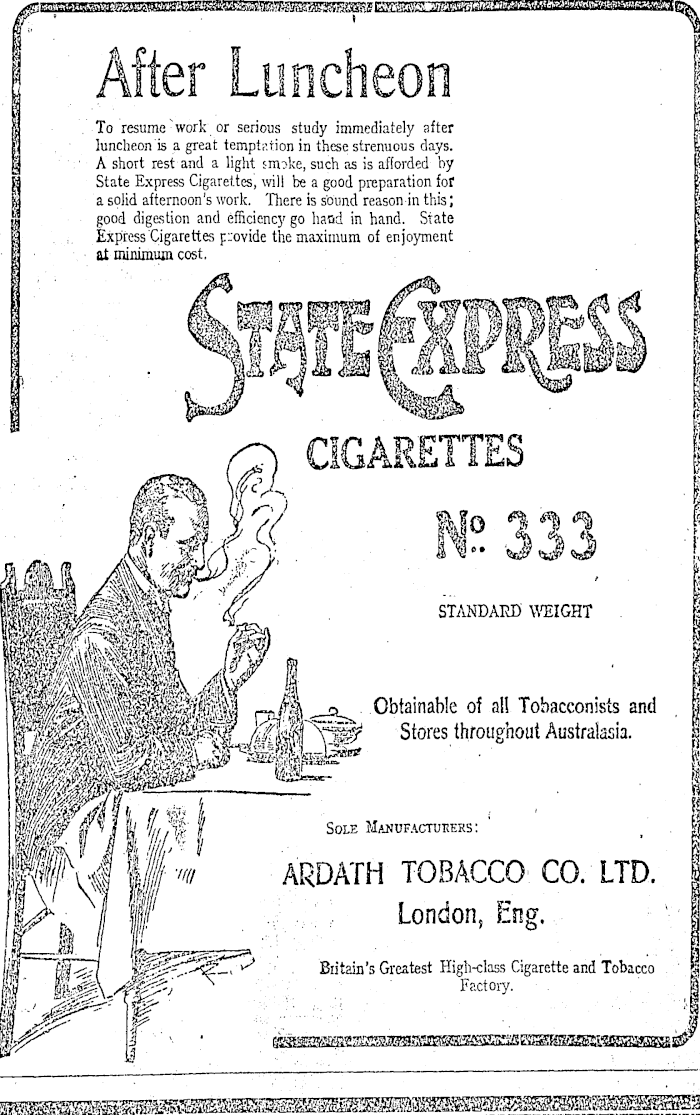 After Luncheon
To resume work or serious study immediately after
luncheon is a great temptation in these strenuous days.
A short rest and a light smoke, such as is afforded by
State Express Cigarettes, will be a good preparation for
a solid afternoon's work. There is sound reason in this;
good digestion and efficiency go hand in hand. State
Express Cigarettes provide the maximum of enjoyment
at minimum cost.
STATE EXPRESS
CIGARETTES
No. 333
STANDARD WEIGHT
Obtainable of all Tobacconists and
Stores throughout Australasia.
SOLE MANUFACTURERS:
ARDATH TOBACCO CO. LTD.
London, Eng.
Britain's Greatest High-class Cigarette and Tobacco
Factory.